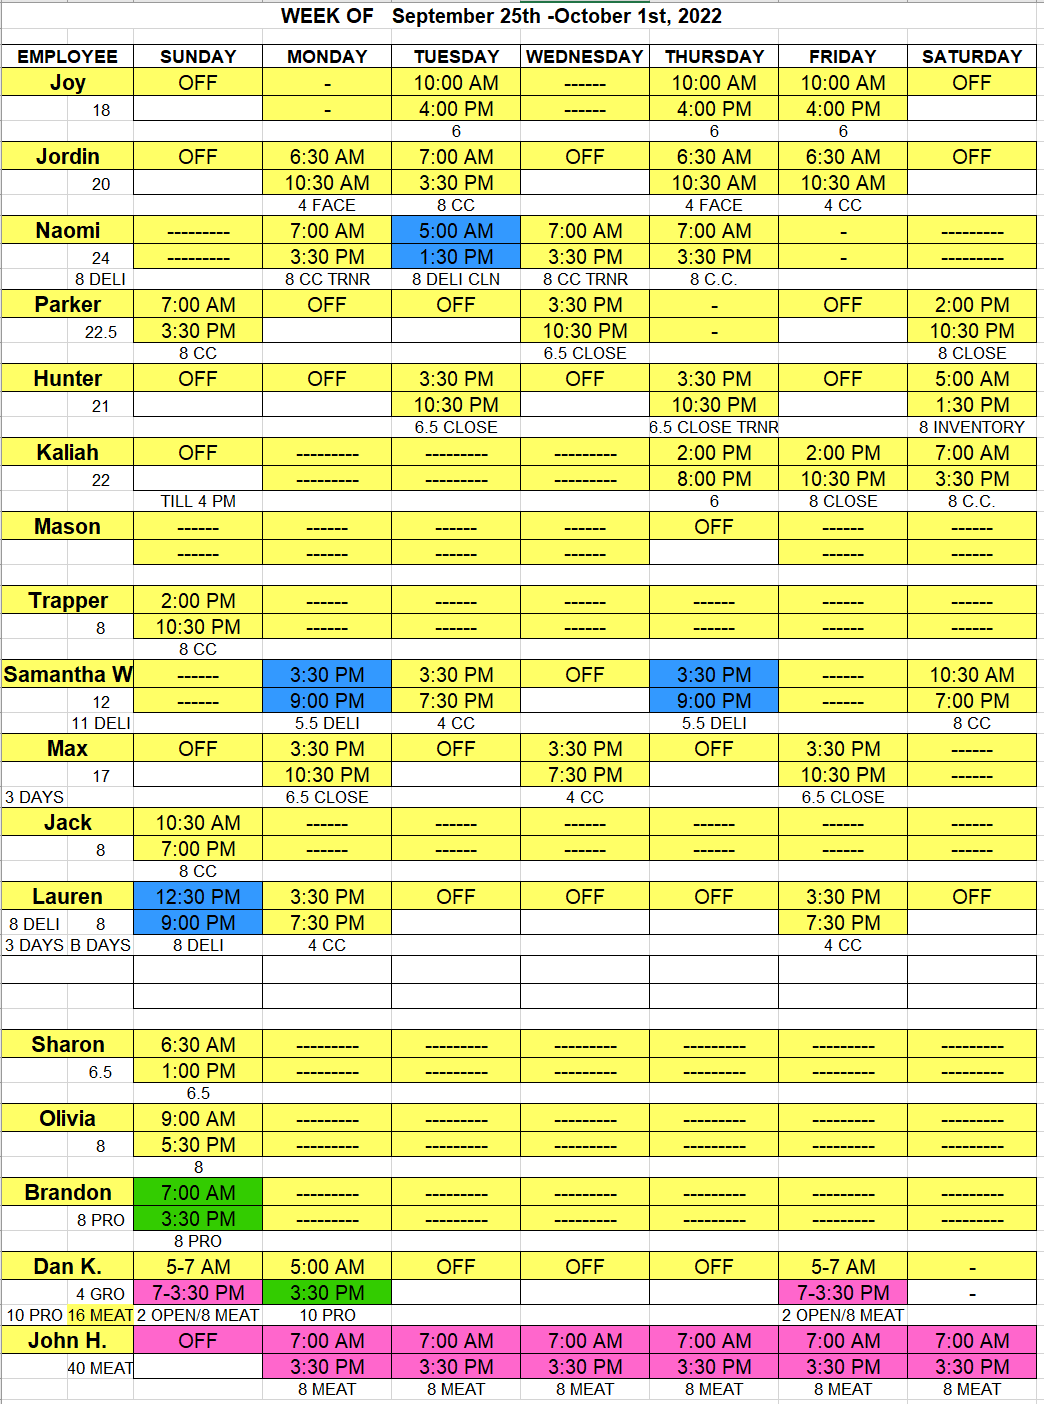 WEEK OF September 25th -October 1st, 2022
EMPLOYEE SUNDAY MONDAY TUESDAY WEDNESDAY THURSDAY FRIDAY SATURDAY
Joy OFF - 10:00 AM ------ 10:00 AM 10:00 AM OFF
18 - 4:00 PM ------ 4:00 PM 4:00 PM
6 6 6
Jordin OFF 6:30 AM 7:00 AM OFF 6:30 AM 6:30 AM OFF
20 10:30 AM 3:30 PM 10:30 AM 10:30 AM
4 FACE 8 CC 4 FACE 4 CC
Naomi --------- 7:00 AM 5:00 AM 7:00 AM 7:00 AM - ---------
24 --------- 3:30 PM 1:30 PM 3:30 PM 3:30 PM - ---------
8 DELI 8 CC TRNR 8 DELI CLN 8 CC TRNR 8 C.C.
Parker 7:00 AM OFF OFF 3:30 PM - OFF 2:00 PM
22.5 3:30 PM 10:30 PM - 10:30 PM
8 CC 6.5 CLOSE 8 CLOSE
Hunter OFF OFF 3:30 PM OFF 3:30 PM OFF 5:00 AM
21 10:30 PM 10:30 PM 1:30 PM
6.5 CLOSE 6.5 CLOSE TRNR 8 INVENTORY
Kaliah OFF --------- --------- --------- 2:00 PM 2:00 PM 7:00 AM
22 --------- --------- --------- 8:00 PM 10:30 PM 3:30 PM
TILL 4 PM 6 8 CLOSE 8 C.C.
Mason ------ ------ ------ ------ OFF ------ ------
------ ------ ------ ------ ------ ------
Trapper 2:00 PM ------ ------ ------ ------ ------ ------
8 10:30 PM ------ ------ ------ ------ ------ ------
8 CC
Samantha W ------ 3:30 PM 3:30 PM OFF 3:30 PM ------ 10:30 AM
12 ------ 9:00 PM 7:30 PM 9:00 PM ------ 7:00 PM
11 DELI 5.5 DELI 4 CC 5.5 DELI 8 CC
Max OFF 3:30 PM OFF 3:30 PM OFF 3:30 PM ------
17 10:30 PM 7:30 PM 10:30 PM ------
3 DAYS 6.5 CLOSE 4 CC 6.5 CLOSE
Jack 10:30 AM ------ ------ ------ ------ ------ ------
8 7:00 PM ------ ------ ------ ------ ------ ------
8 CC
Lauren 12:30 PM 3:30 PM OFF OFF OFF 3:30 PM OFF
8 DELI 8 9:00 PM 7:30 PM 7:30 PM
3 DAYS B DAYS 8 DELI 4 CC 4 CC
Sharon 6:30 AM --------- --------- --------- --------- --------- ---------
6.5 1:00 PM --------- --------- --------- --------- --------- ---------
6.5
Olivia 9:00 AM --------- --------- --------- --------- --------- ---------
8 5:30 PM --------- --------- --------- --------- --------- ---------
8
Brandon 7:00 AM --------- --------- --------- --------- --------- ---------
8 PRO 3:30 PM --------- --------- --------- --------- --------- ---------
8 PRO
Dan K. 5-7 AM 5:00 AM OFF OFF OFF 5-7 AM -
4 GRO 7-3:30 PM 3:30 PM 7-3:30 PM -
10 PRO 16 MEAT 2 OPEN/8 MEAT 10 PRO 2 OPEN/8 MEAT
John H. OFF 7:00 AM 7:00 AM 7:00 AM 7:00 AM 7:00 AM 7:00 AM
40 MEAT 3:30 PM 3:30 PM 3:30 PM 3:30 PM 3:30 PM 3:30 PM
8 MEAT 8 MEAT 8 MEAT 8 MEAT 8 MEAT 8 MEAT